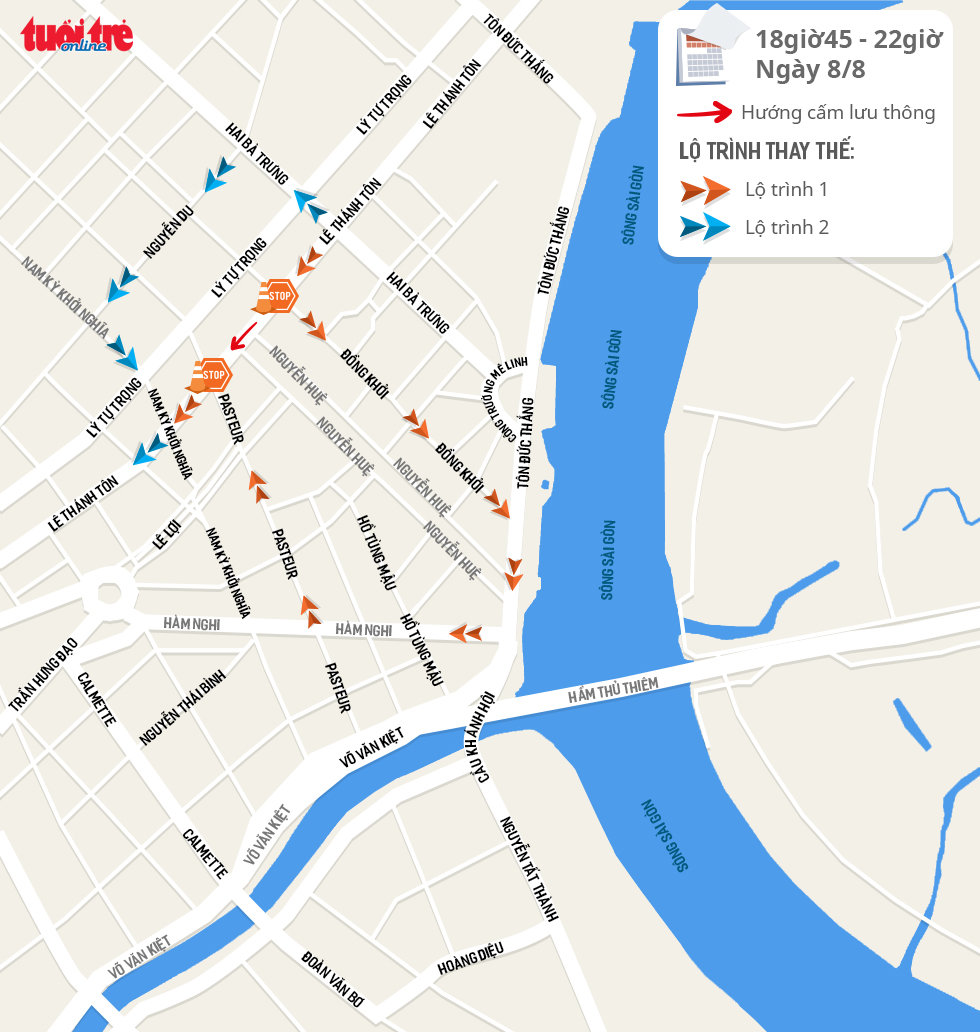 tuổi trẻ
online
18giờ45 - 22giờ
Ngày 8/8
Hướng cấm lưu thông
LỘ TRÌNH THAY THẾ:
Lộ trình 1
Lộ trình 2
TÔN ĐỨC THẮNG
LÝ TỰ TRỌNG
LÊ THÁNH TÔN
HAI BÀ TRƯNG
NGUYỄN DU
LÝ TỰ TRỌNG
LÊ THÁNH TÔN
SÔNG SÀI GÒN
TÔN ĐỨC THẮNG
NAM KỲ KHỞI NGHĨA
STOP
HAI BÀ TRƯNG
NGUYỄN HUỆ
ĐỒNG KHỞI
CÔNG TRƯỜNG MÊ LINH
SÔNG SÀI GÒN
STOP
LÝ TỰ TRỌNG
NAM KỲ KHỞI NGHĨA
PASTEUR
NGUYỄN HUỆ
TÔN ĐỨC THẮNG
ĐỒNG KHỞI
NGUYỄN HUỆ
LÊ THÁNH TÔN
LÊ LỢI
NAM KỲ KHỞI NGHĨA
PASTEUR
HỒ TÙNG MẬU
NGUYỄN HUỆ
SÔNG SÀI GÒN
HÀM NGHI
HÀM NGHI
HỒ TÙNG MẬU
TRẦN HƯNG ĐẠO
CALMETTE
NGUYỄN THÁI BÌNH
PASTEUR
HẦM THỦ THIÊM
VÕ VĂN KIỆT
CẦU KHÁNH HỘI
VÕ VĂN KIỆT
CALMETTE
NGUYỄN TẤT THÀNH
SÔNG SÀI GÒN
VÕ VĂN KIỆT
ĐOÀN VĂN BƠ
HOÀNG DIỆU